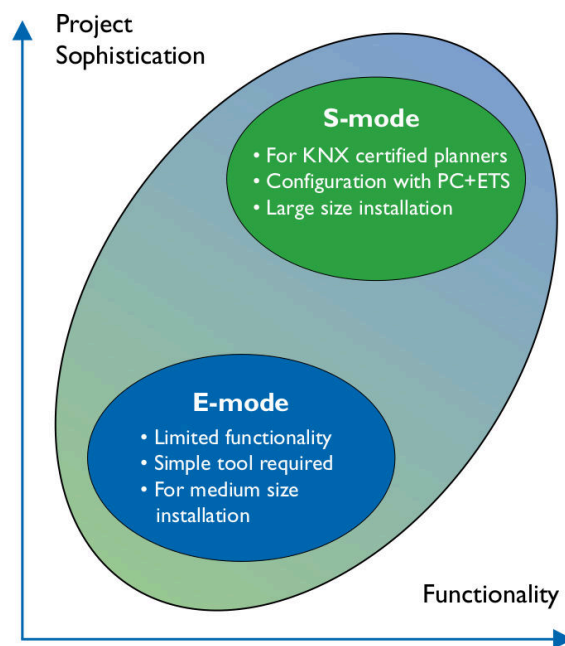 Project
Sophistication
S-mode
• For KNX certified planners
• Configuration with PC+ETS
• Large size installation
E-mode
• Limited functionality
• Simple tool required
• For medium size
installation
Functionality